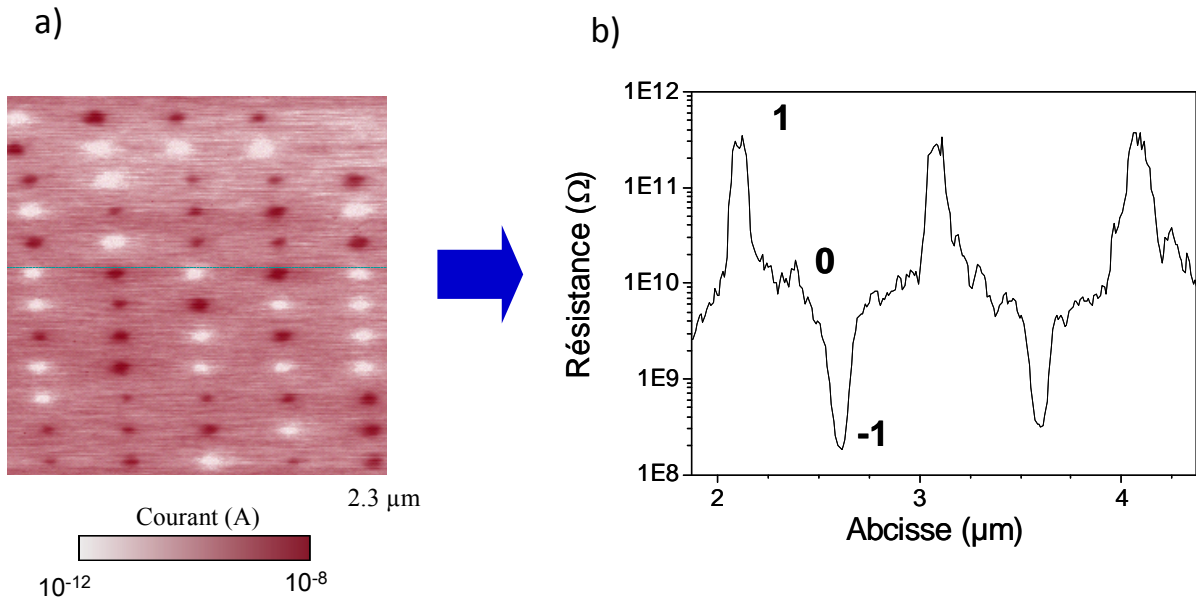 a)
2.3 µm
Courant (A)
10⁻¹² 10⁻⁸
b)
1E12
1E11
1E10
1E9
1E8
Résistance (Ω)
1
0
-1
2 3 4
Abcisse (µm)